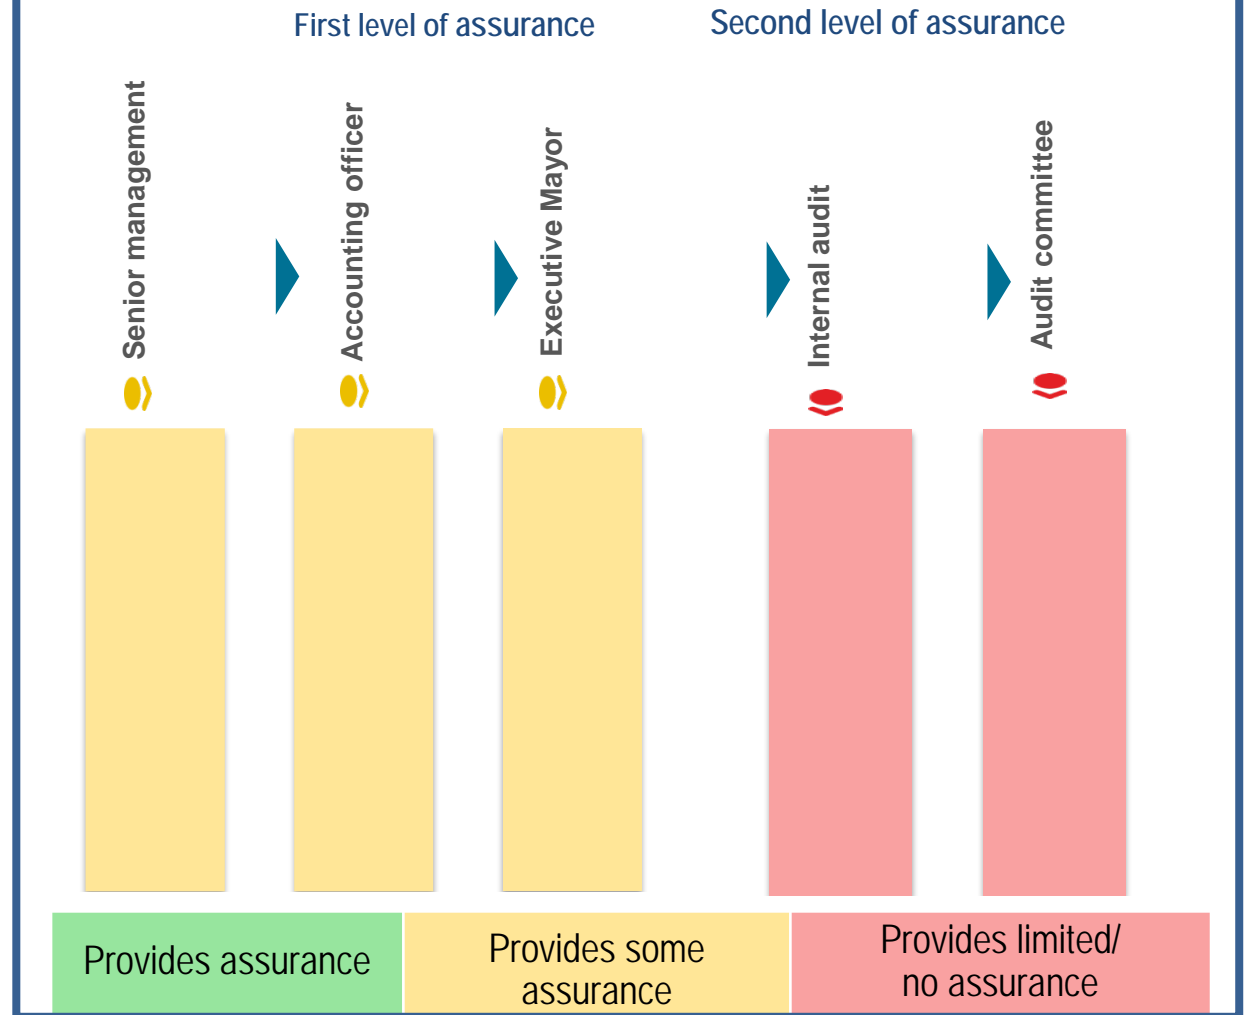 First level of assurance
Second level of assurance
Senior management
Accounting officer
Executive Mayor
Internal audit
Audit committee
Provides assurance
Provides some
assurance
Provides limited/
no assurance